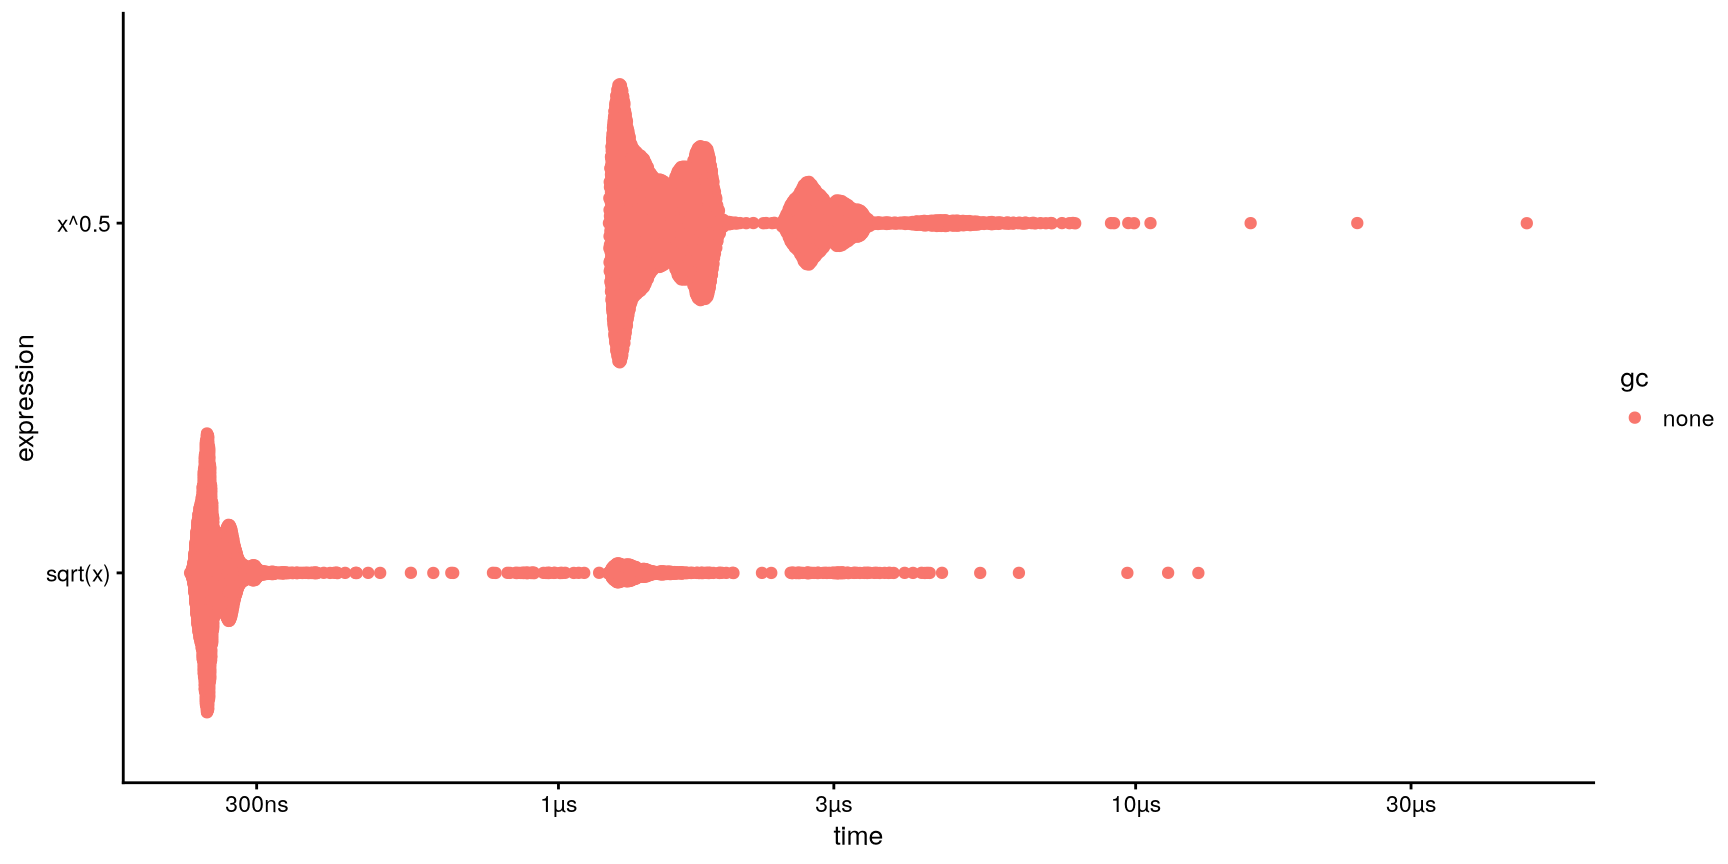 x^0.5
sqrt(x)
expression
300ns
1µs
3µs
10µs
30µs
time
gc
none